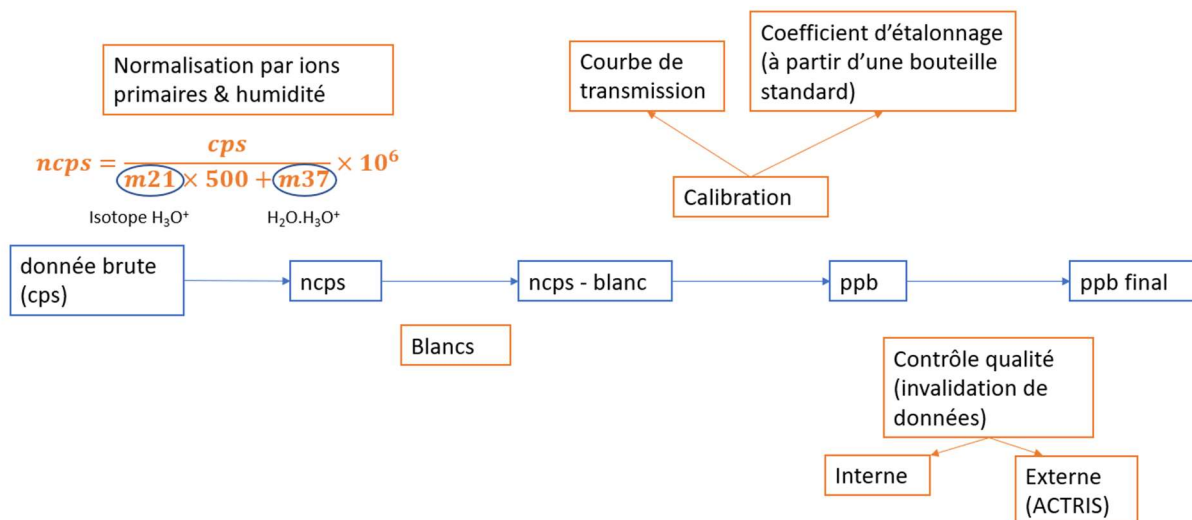 Normalisation par ions
primaires & humidité
ncps = cps / m21 × 500 + m37 × 10⁶
Isotope H₃O⁺
H₂O.H₃O⁺
Courbe de
transmission
Coefficient d'étalonnage
(à partir d'une bouteille
standard)
Calibration
donnée brute
(cps)
ncps
ncps - blanc
ppb
ppb final
Blancs
Contrôle qualité
(invalidation de
données)
Interne
Externe
(ACTRIS)